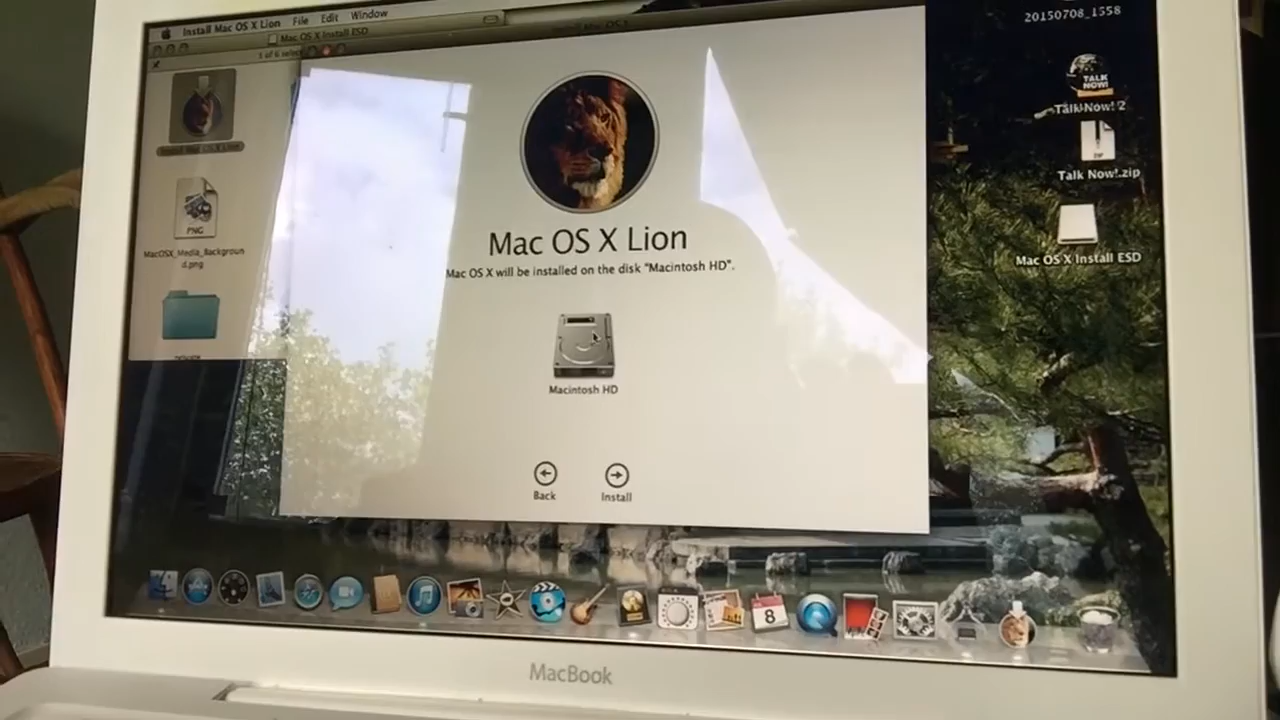 Install Mac OS X Lion File Edit Window
Mac OS X Install ESD
20150708_1558
PNG
MacOSX_Media_Backgroun
d.png
Mac OS X Lion
Mac OS X will be installed on the disk "Macintosh HD".
Macintosh HD
Back
Install
TALK
NOW!
Talk Now! 2
ZIP
Talk Now!.zip
Mac OS X Install ESD
8
MacBook